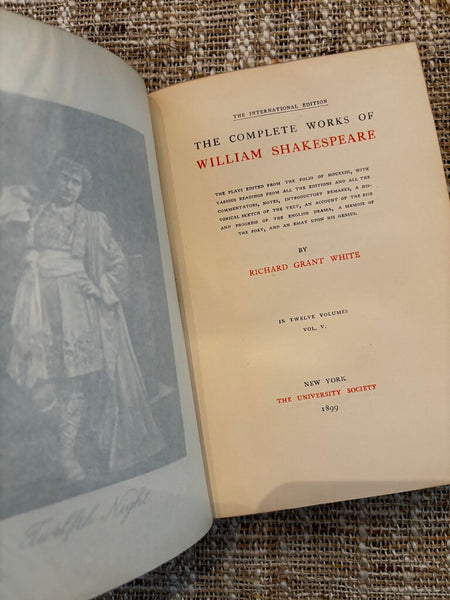 Twelfth Night
THE INTERNATIONAL EDITION
THE COMPLETE WORKS OF
WILLIAM SHAKESPEARE
THE PLAYS EDITED FROM THE FOLIO OF MDCXXIII, WITH
VARIOUS READINGS FROM ALL THE EDITIONS AND ALL THE
COMMENTATORS, NOTES, INTRODUCTORY REMARKS, A HIS-
TORICAL SKETCH OF THE TEXT, AN ACCOUNT OF THE RISE
AND PROGRESS OF THE ENGLISH DRAMA, A MEMOIR OF
THE POET, AND AN ESSAY UPON HIS GENIUS.
BY
RICHARD GRANT WHITE
IN TWELVE VOLUMES
VOL. V.
NEW YORK
THE UNIVERSITY SOCIETY
1899